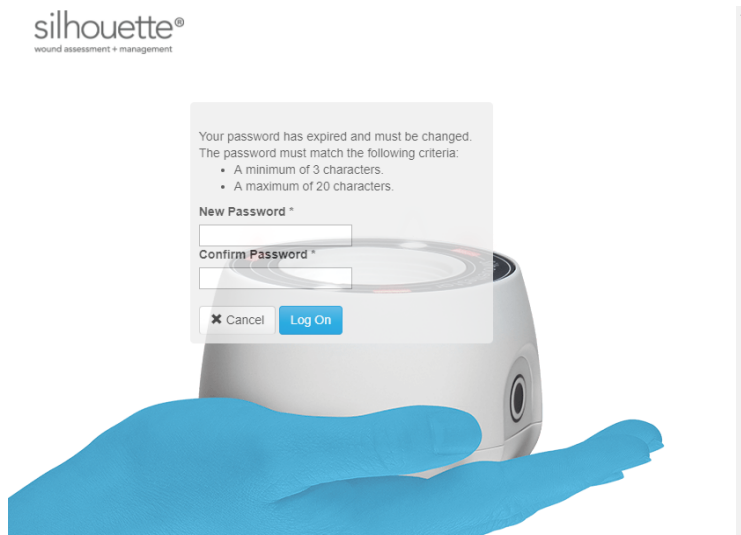 silhouette®
wound assessment + management
Your password has expired and must be changed.
The password must match the following criteria:
• A minimum of 3 characters.
• A maximum of 20 characters.
New Password *
Confirm Password *
✖ Cancel Log On